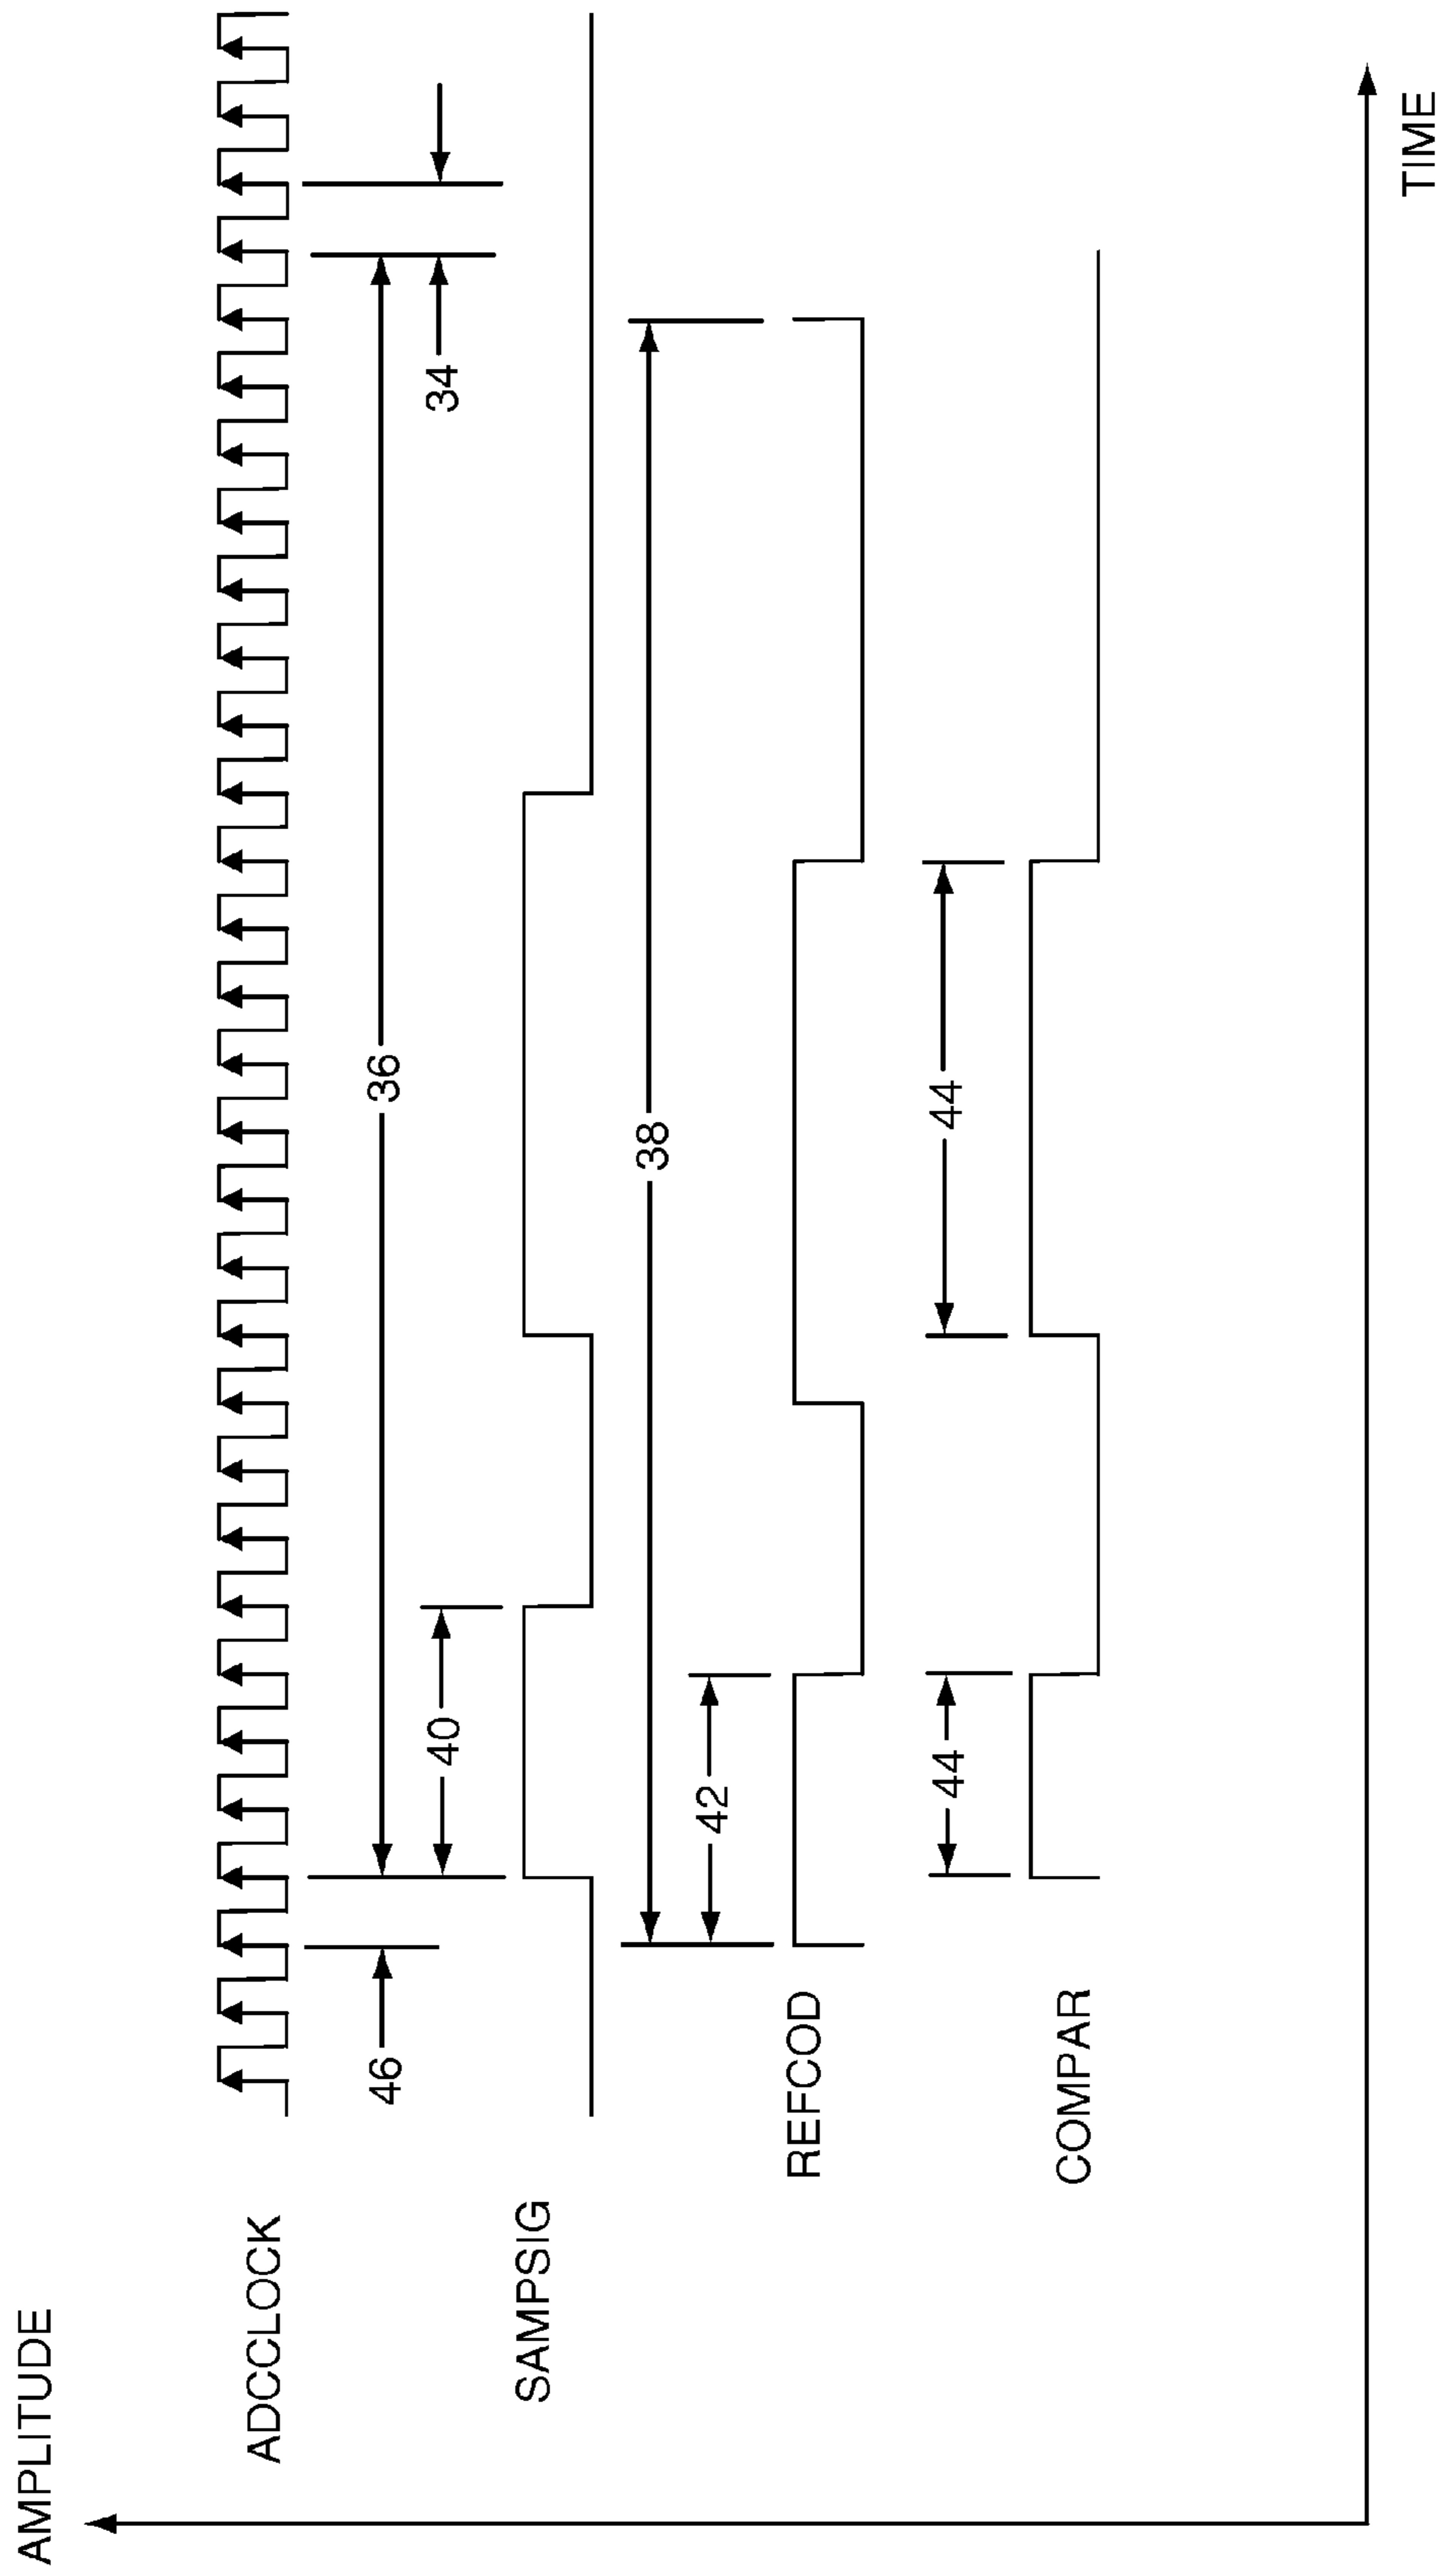 AMPLITUDE
ADCCLOCK
46
36
34
40
SAMPSIG
38
42
REFCOD
44
44
COMPAR
TIME